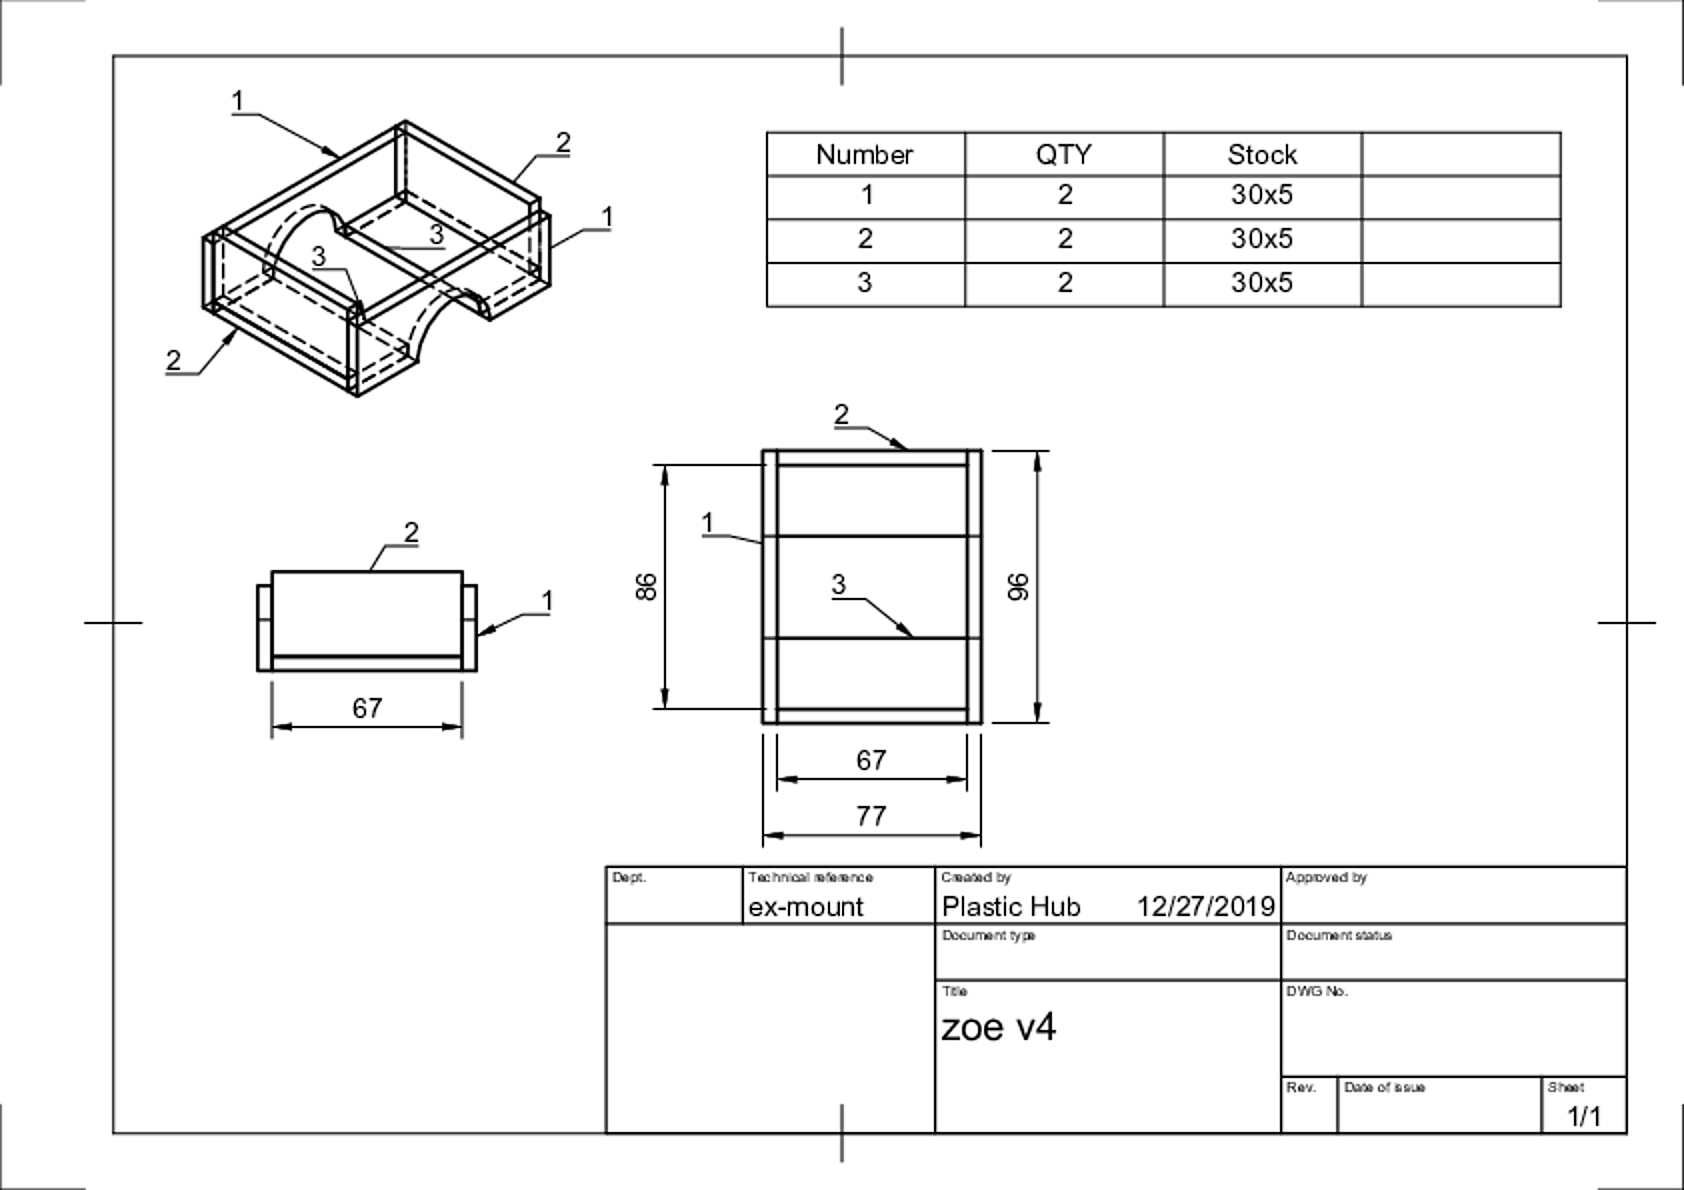 1
2
1
3
3
2
Number QTY Stock
1 2 30x5
2 2 30x5
3 2 30x5
2
1
67
2
1
3
86
96
67
77
Dept.
Technical reference
ex-mount
Created by
Plastic Hub 12/27/2019
Approved by
Document type
Document status
Title
zoe v4
DWG No.
Rev.
Date of issue
Sheet
1/1